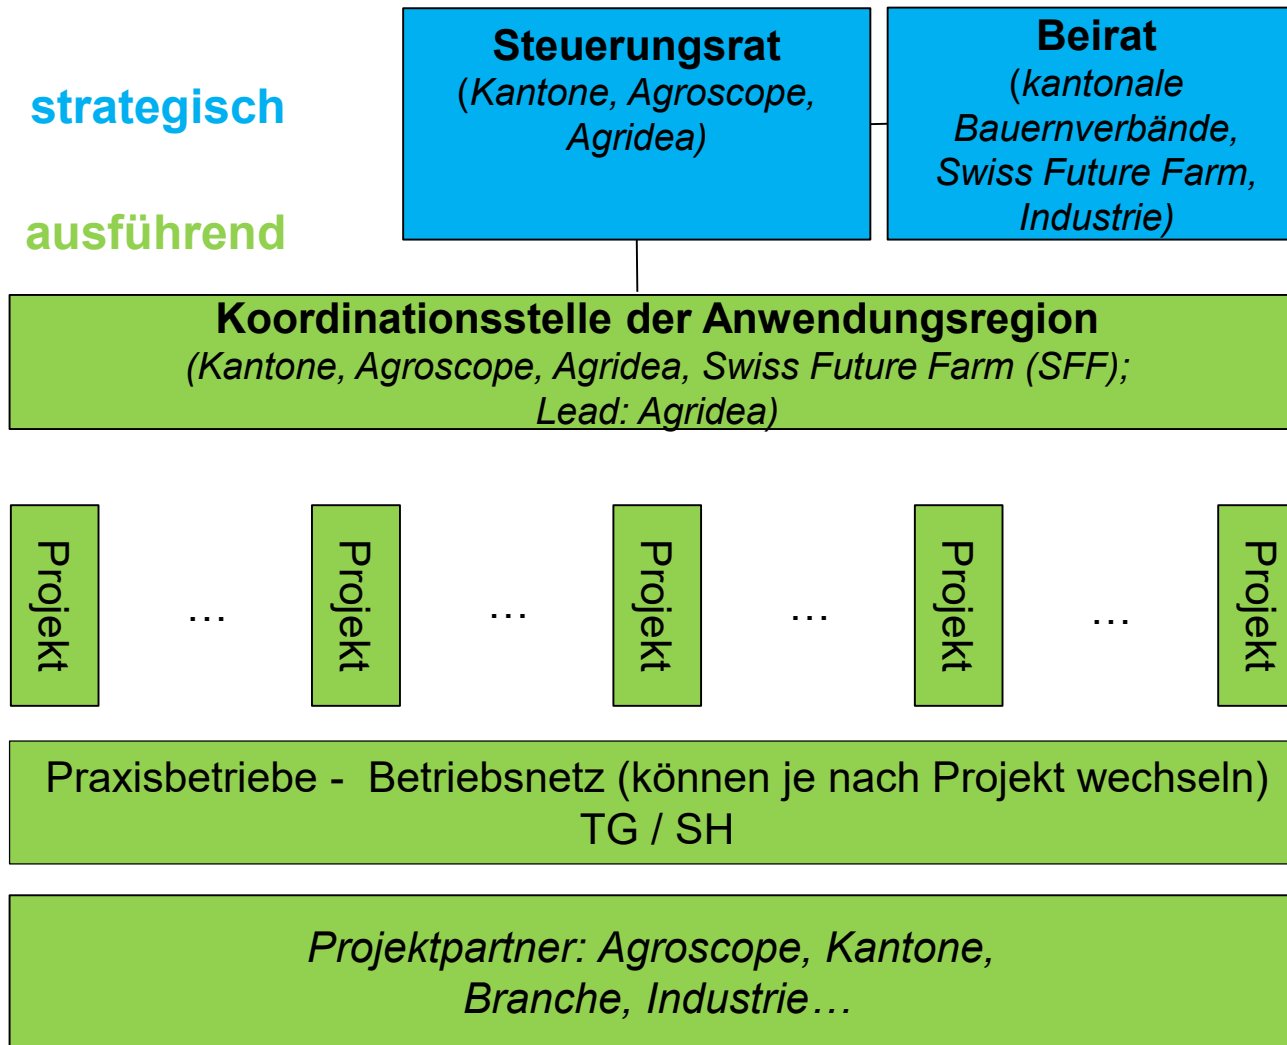 strategisch
ausführend
Steuerungsrat
(Kantone, Agroscope,
Agridea)
Beirat
(kantonale
Bauernverbände,
Swiss Future Farm,
Industrie)
Koordinationsstelle der Anwendungsregion
(Kantone, Agroscope, Agridea, Swiss Future Farm (SFF);
Lead: Agridea)
Projekt
…
Projekt
…
Projekt
…
Projekt
…
Projekt
Praxisbetriebe - Betriebsnetz (können je nach Projekt wechseln)
TG / SH
Projektpartner: Agroscope, Kantone,
Branche, Industrie…